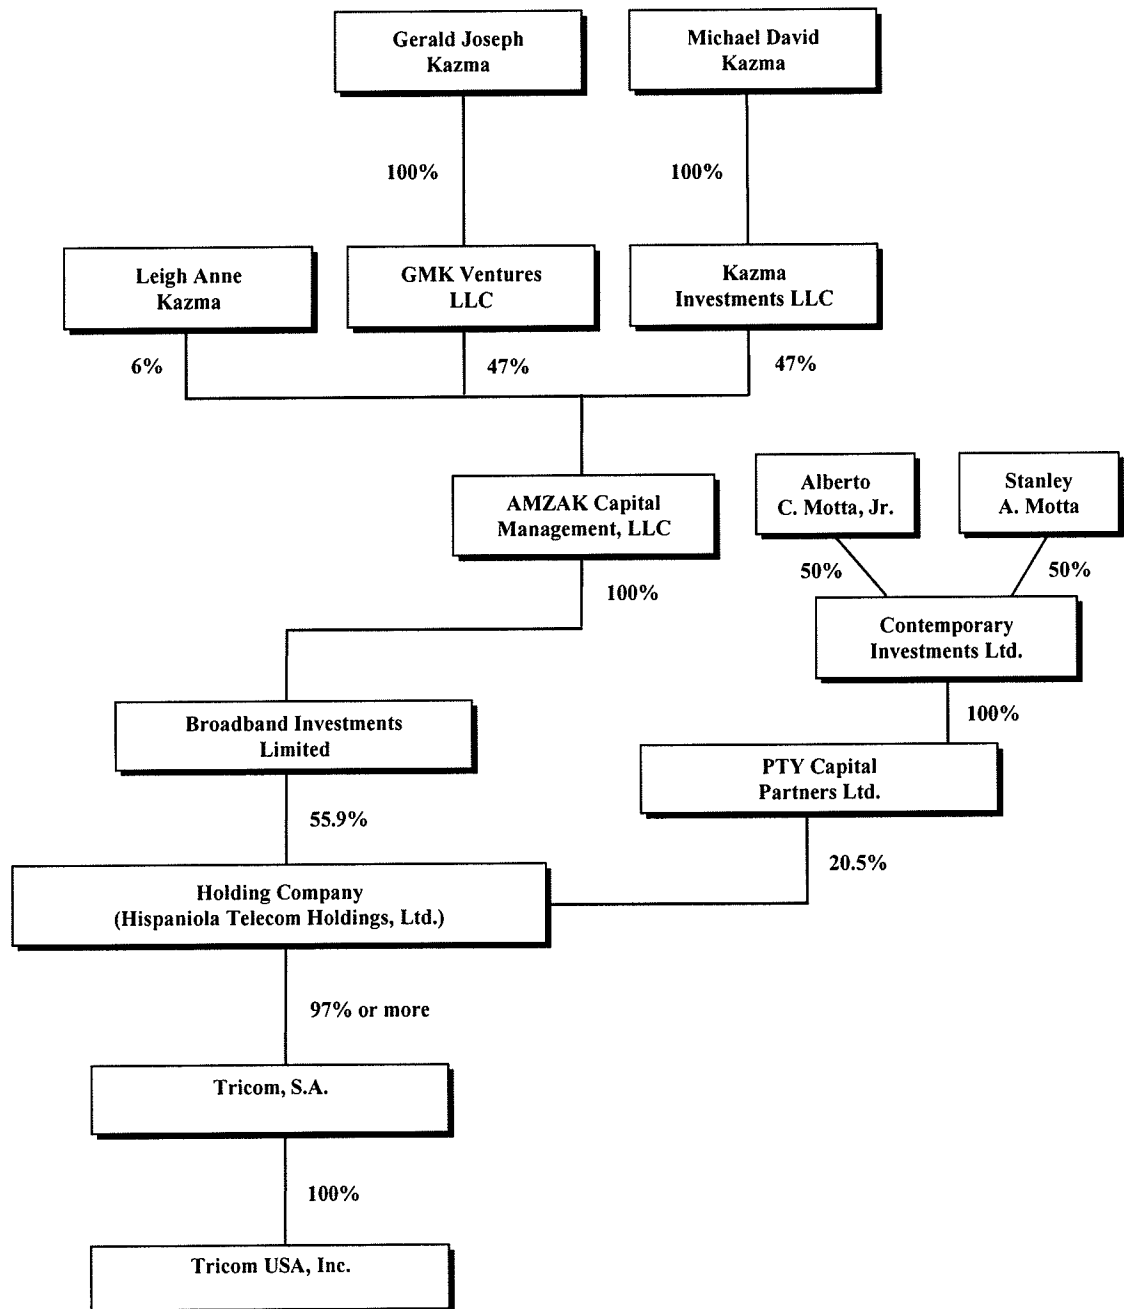 Gerald Joseph
Kazma
Michael David
Kazma
100%
100%
Leigh Anne
Kazma
GMK Ventures
LLC
Kazma
Investments LLC
6%
47%
47%
AMZAK Capital
Management, LLC
Alberto
C. Motta, Jr.
Stanley
A. Motta
100%
50%
50%
Contemporary
Investments Ltd.
100%
Broadband Investments
Limited
PTY Capital
Partners Ltd.
55.9%
20.5%
Holding Company
(Hispaniola Telecom Holdings, Ltd.)
97% or more
Tricom, S.A.
100%
Tricom USA, Inc.